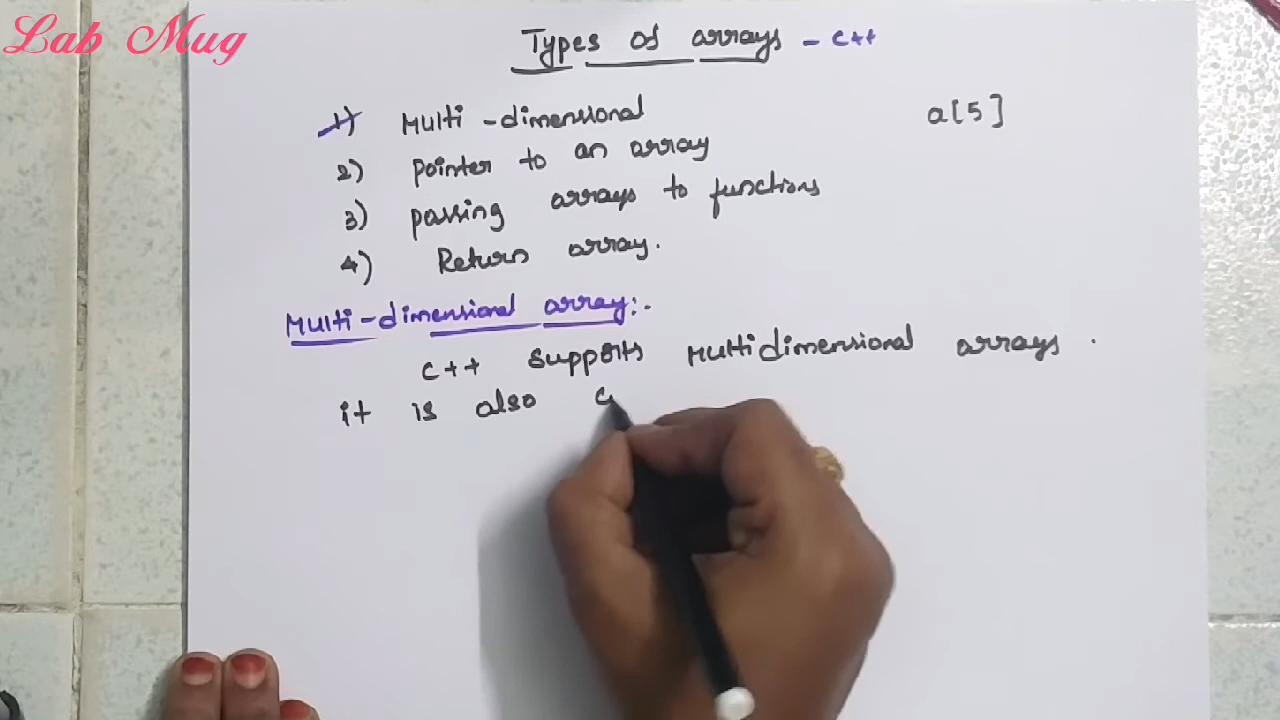 Lab Mug
Types of arrays - C++
1) Multi-dimensional
a[5]
2) pointer to an array
3) passing arrays to functions
4) Return array.
Multi-dimensional array:-
C++ supports Multidimensional arrays.
it is also c